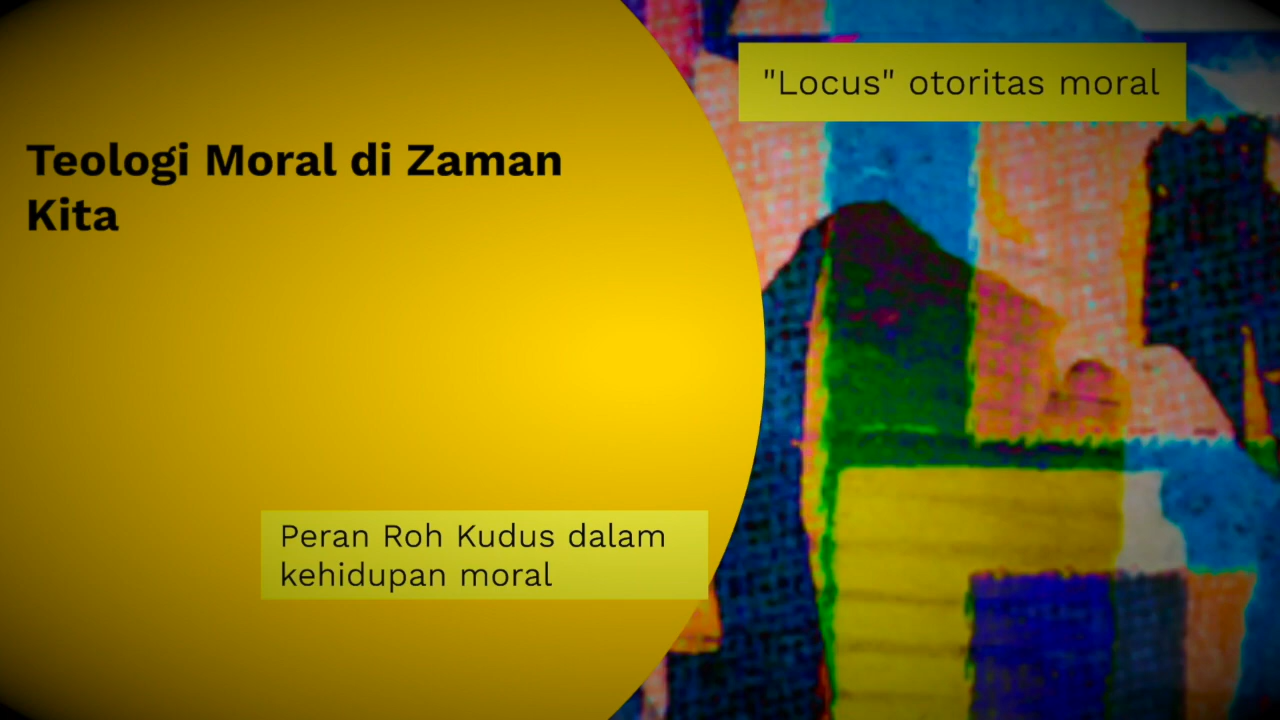 "Locus" otoritas moral
Teologi Moral di Zaman
Kita
Peran Roh Kudus dalam
kehidupan moral